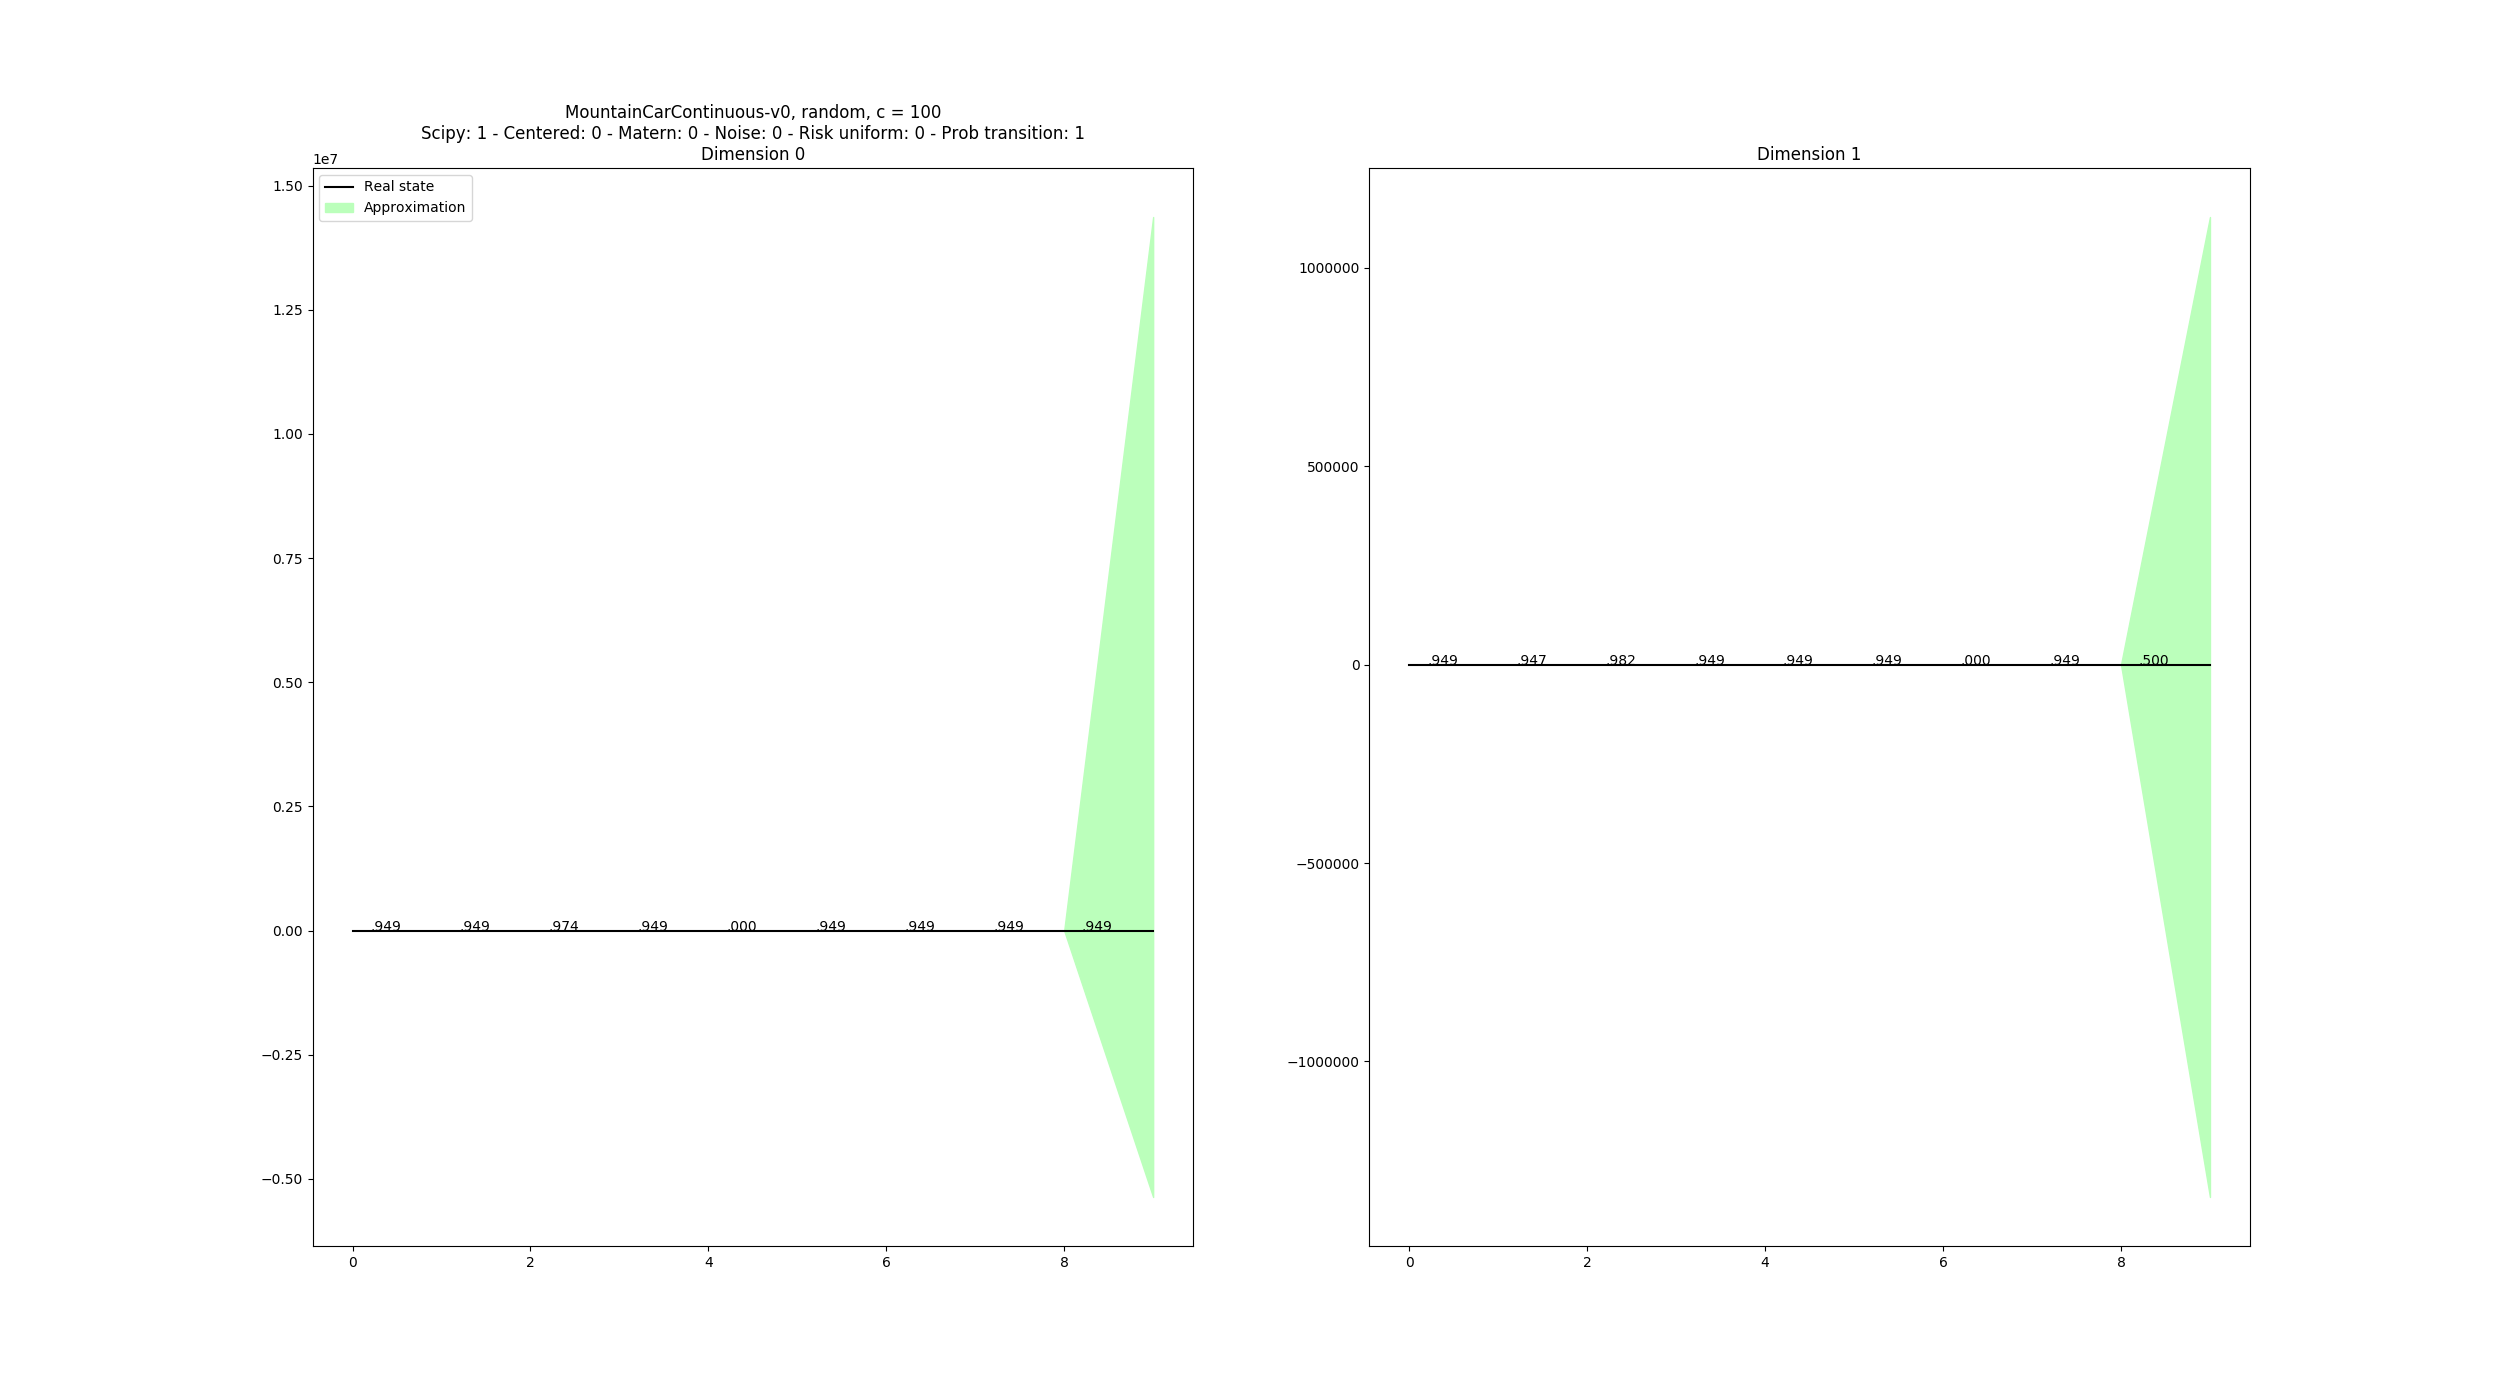 MountainCarContinuous-v0, random, c = 100
Scipy: 1 - Centered: 0 - Matern: 0 - Noise: 0 - Risk uniform: 0 - Prob transition: 1
Dimension 0
1e7
Real state
Approximation
1.50
1.25
1.00
0.75
0.50
0.25
0.00
−0.25
−0.50
.949 .949 .974 .949 .000 .949 .949 .949 .949
0 2 4 6 8
Dimension 1
1000000
500000
0
−500000
−1000000
.949 .947 .982 .949 .949 .949 .000 .949 .500
0 2 4 6 8